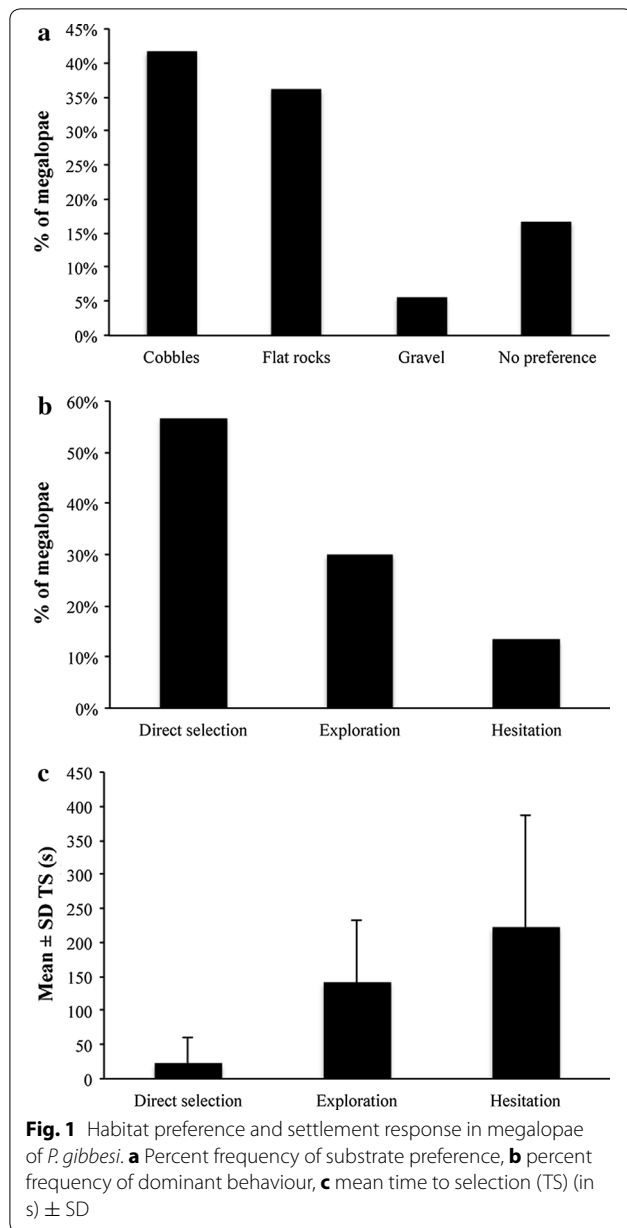 a
45%
40%
35%
30%
25%
20%
15%
10%
5%
0%
% of megalopae
Cobbles Flat rocks Gravel No preference
b
60%
50%
40%
30%
20%
10%
0%
% of megalopae
Direct selection Exploration Hesitation
c
450
400
350
300
250
200
150
100
50
0
Mean ± SD TS (s)
Direct selection Exploration Hesitation
Fig. 1 Habitat preference and settlement response in megalopae
of P. gibbesi. a Percent frequency of substrate preference, b percent
frequency of dominant behaviour, c mean time to selection (TS) (in
s) ± SD